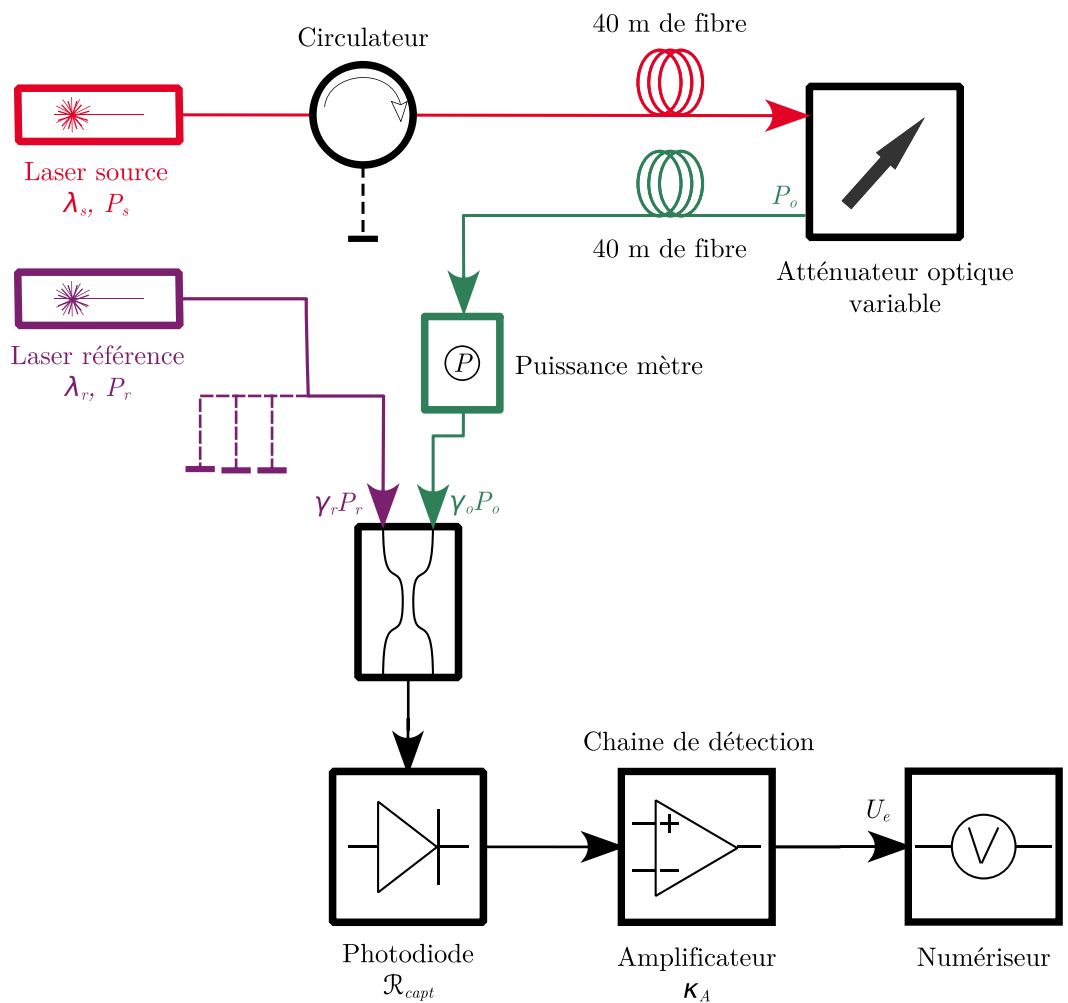 Circulateur
40 m de fibre
Laser source
λs, Ps
Po
40 m de fibre
Atténuateur optique
variable
Laser référence
λr, Pr
P
Puissance mètre
γrPr
γoPo
Chaine de détection
+
−
Ue
V
Photodiode
ℛcapt
Amplificateur
κA
Numériseur